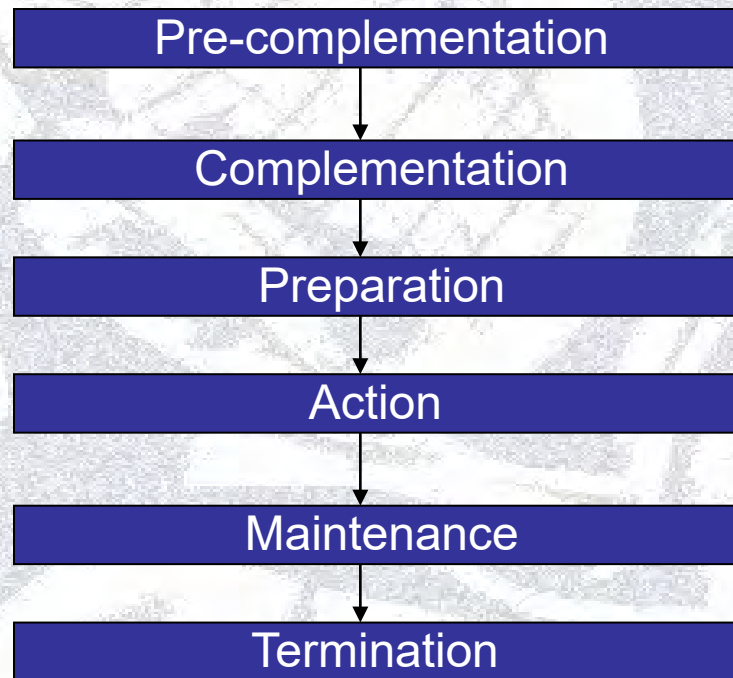 Pre-complementation
Complementation
Preparation
Action
Maintenance
Termination